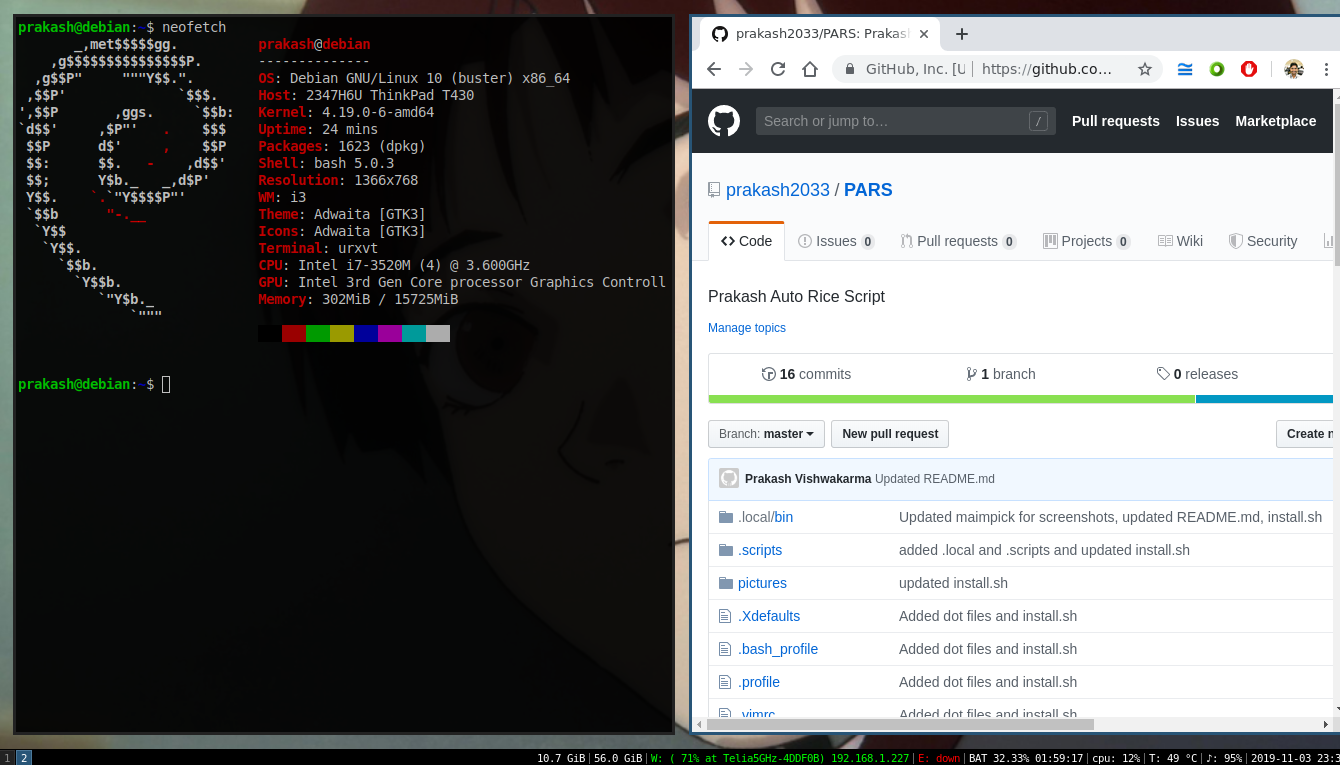 prakash@debian:~$ neofetch
_,met$$$$$gg.
,g$$$$$$$$$$$$$$$P.
,g$$P"     """Y$$.".
,$$P'              `$$$.
',$$P       ,ggs.     `$$b:
`d$$'     ,$P"'   .    $$$
$$P      d$'     ,    $$P
$$:      $$.   -    ,d$$'
$$;      Y$b._   _,d$P'
Y$$.    `.`"Y$$$$P"'
`$$b      "-.__
`Y$$
`Y$$.
`$$b.
`Y$$b.
`"Y$b._
`"""
prakash@debian
--------------
OS: Debian GNU/Linux 10 (buster) x86_64
Host: 2347H6U ThinkPad T430
Kernel: 4.19.0-6-amd64
Uptime: 24 mins
Packages: 1623 (dpkg)
Shell: bash 5.0.3
Resolution: 1366x768
WM: i3
Theme: Adwaita [GTK3]
Icons: Adwaita [GTK3]
Terminal: urxvt
CPU: Intel i7-3520M (4) @ 3.600GHz
GPU: Intel 3rd Gen Core processor Graphics Controll
Memory: 302MiB / 15725MiB
prakash@debian:~$
prakash2033/PARS: Prakash
GitHub, Inc. [U | https://github.co…
Search or jump to… /
Pull requests Issues Marketplace
prakash2033 / PARS
Code Issues 0 Pull requests 0 Projects 0 Wiki Security
Prakash Auto Rice Script
Manage topics
16 commits 1 branch 0 releases
Branch: master New pull request Create n
Prakash Vishwakarma Updated README.md
.local/bin Updated maimpick for screenshots, updated README.md, install.sh
.scripts added .local and .scripts and updated install.sh
pictures updated install.sh
.Xdefaults Added dot files and install.sh
.bash_profile Added dot files and install.sh
.profile Added dot files and install.sh
.vimrc Added dot files and install.sh
1 2 10.7 GiB|56.0 GiB|W: ( 71% at Telia5GHz-4DDF0B) 192.168.1.227|E: down|BAT 32.33% 01:59:17|cpu: 12%|T: 49 °C|♪: 95%|2019-11-03 23:2